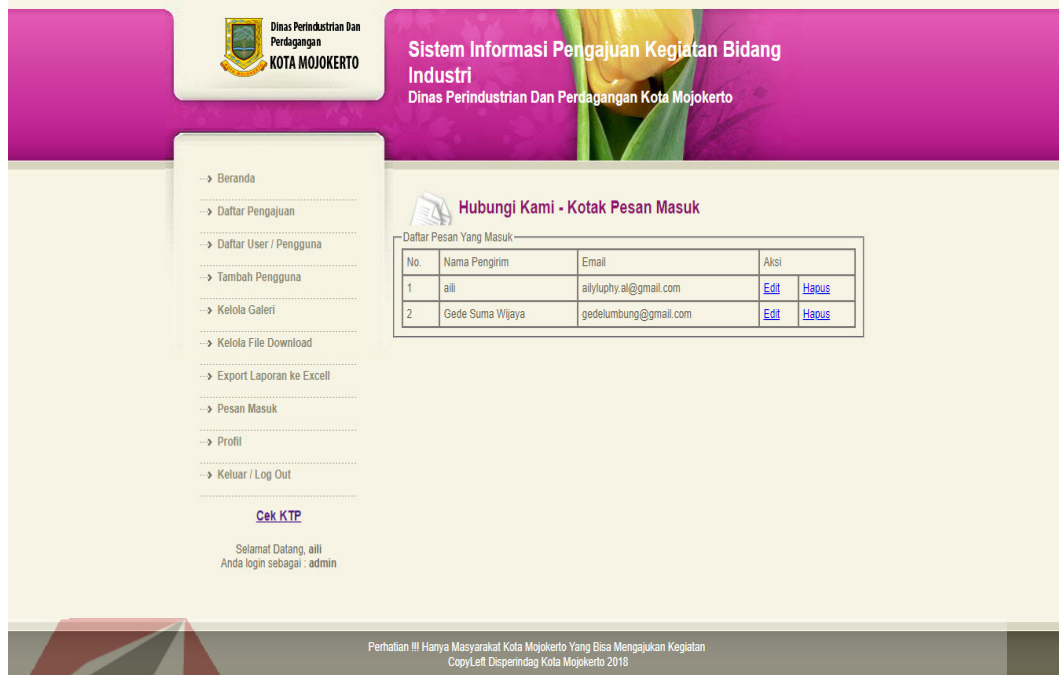 Dinas Perindustrian Dan
Perdagangan
KOTA MOJOKERTO
Sistem Informasi Pengajuan Kegiatan Bidang
Industri
Dinas Perindustrian Dan Perdagangan Kota Mojokerto
Beranda
Daftar Pengajuan
Daftar User / Pengguna
Tambah Pengguna
Kelola Galeri
Kelola File Download
Export Laporan ke Excell
Pesan Masuk
Profil
Keluar / Log Out
Cek KTP
Selamat Datang, aili
Anda login sebagai : admin
Hubungi Kami - Kotak Pesan Masuk
Daftar Pesan Yang Masuk
No. Nama Pengirim Email Aksi
1 aili ailyluphy.al@gmail.com Edit Hapus
2 Gede Suma Wijaya gedelumbung@gmail.com Edit Hapus
Perhatian !!! Hanya Masyarakat Kota Mojokerto Yang Bisa Mengajukan Kegiatan
CopyLeft Disperindag Kota Mojokerto 2018